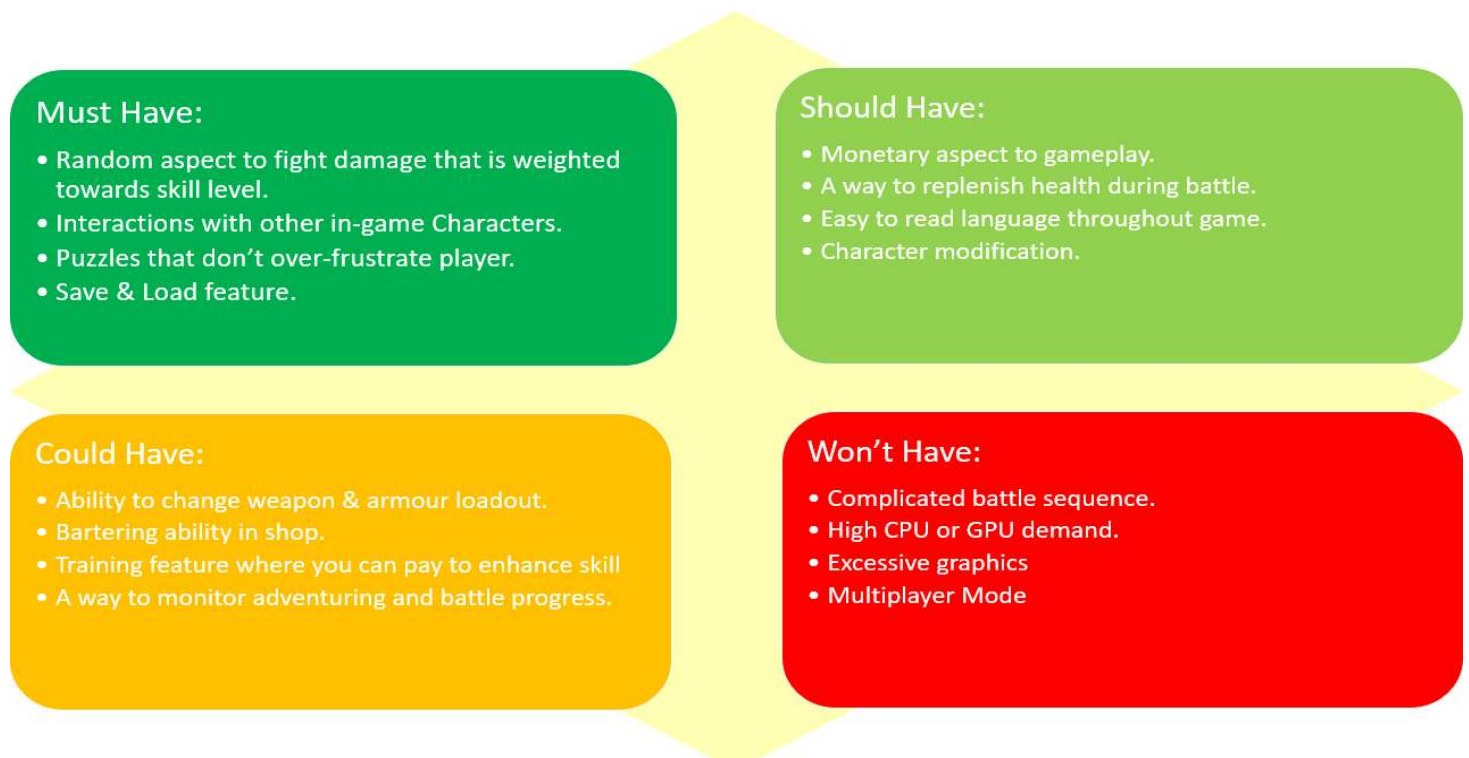 Must Have:
• Random aspect to fight damage that is weighted
towards skill level.
• Interactions with other in-game Characters.
• Puzzles that don’t over-frustrate player.
• Save & Load feature.
Should Have:
• Monetary aspect to gameplay.
• A way to replenish health during battle.
• Easy to read language throughout game.
• Character modification.
Could Have:
• Ability to change weapon & armour loadout.
• Bartering ability in shop.
• Training feature where you can pay to enhance skill
• A way to monitor adventuring and battle progress.
Won’t Have:
• Complicated battle sequence.
• High CPU or GPU demand.
• Excessive graphics
• Multiplayer Mode